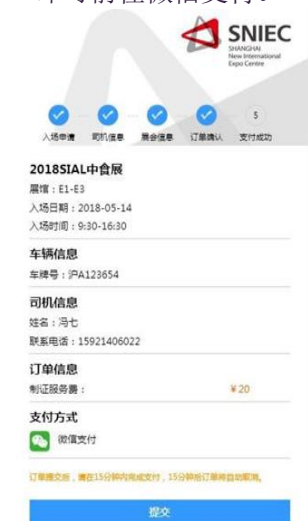 SNIEC
SHANGHAI
New International
Expo Centre
5
入场申请 司机信息 展会信息 订单确认 支付成功
2018SIAL中食展
展馆：E1-E3
入场日期：2018-05-14
入场时间：9:30-16:30
车辆信息
车牌号：沪A123654
司机信息
姓名：冯七
联系电话：15921406022
订单信息
制证服务费： ￥20
支付方式
微信支付
订单提交后，请在15分钟内完成支付，15分钟后订单将自动取消。
提交